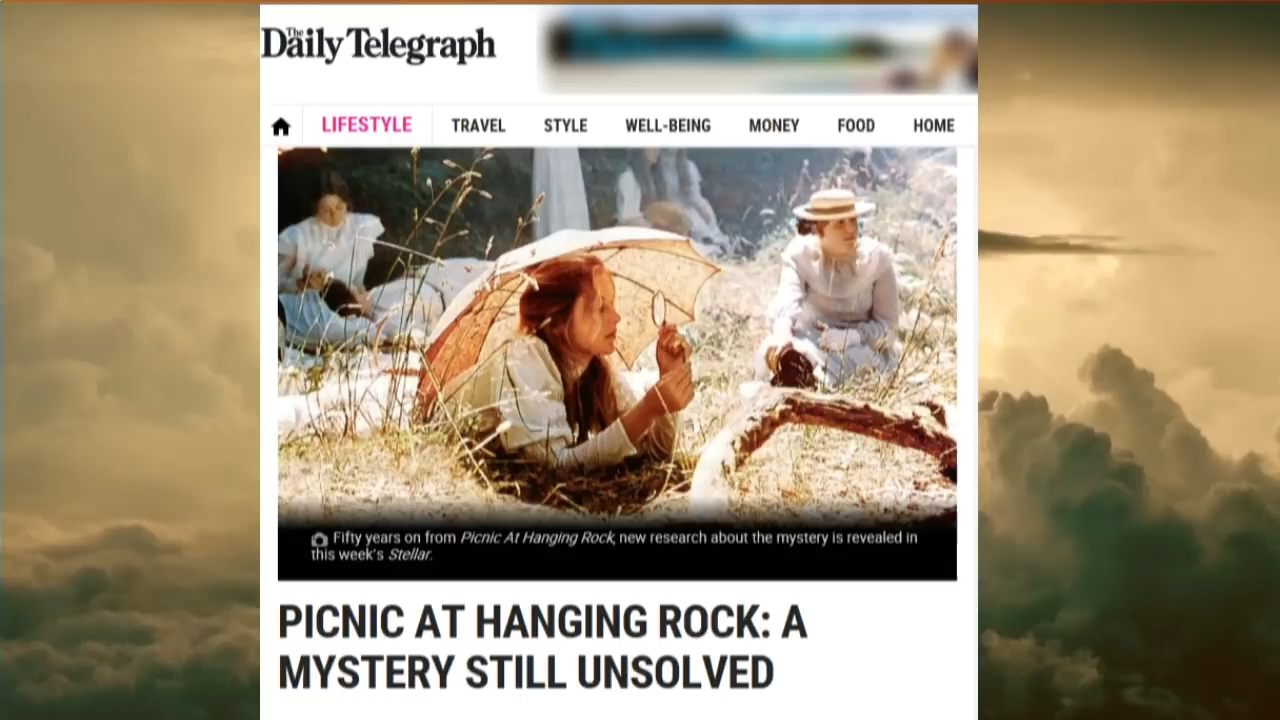 The
Daily Telegraph
LIFESTYLE TRAVEL STYLE WELL-BEING MONEY FOOD HOME
Fifty years on from Picnic At Hanging Rock, new research about the mystery is revealed in
this week's Stellar.
PICNIC AT HANGING ROCK: A
MYSTERY STILL UNSOLVED